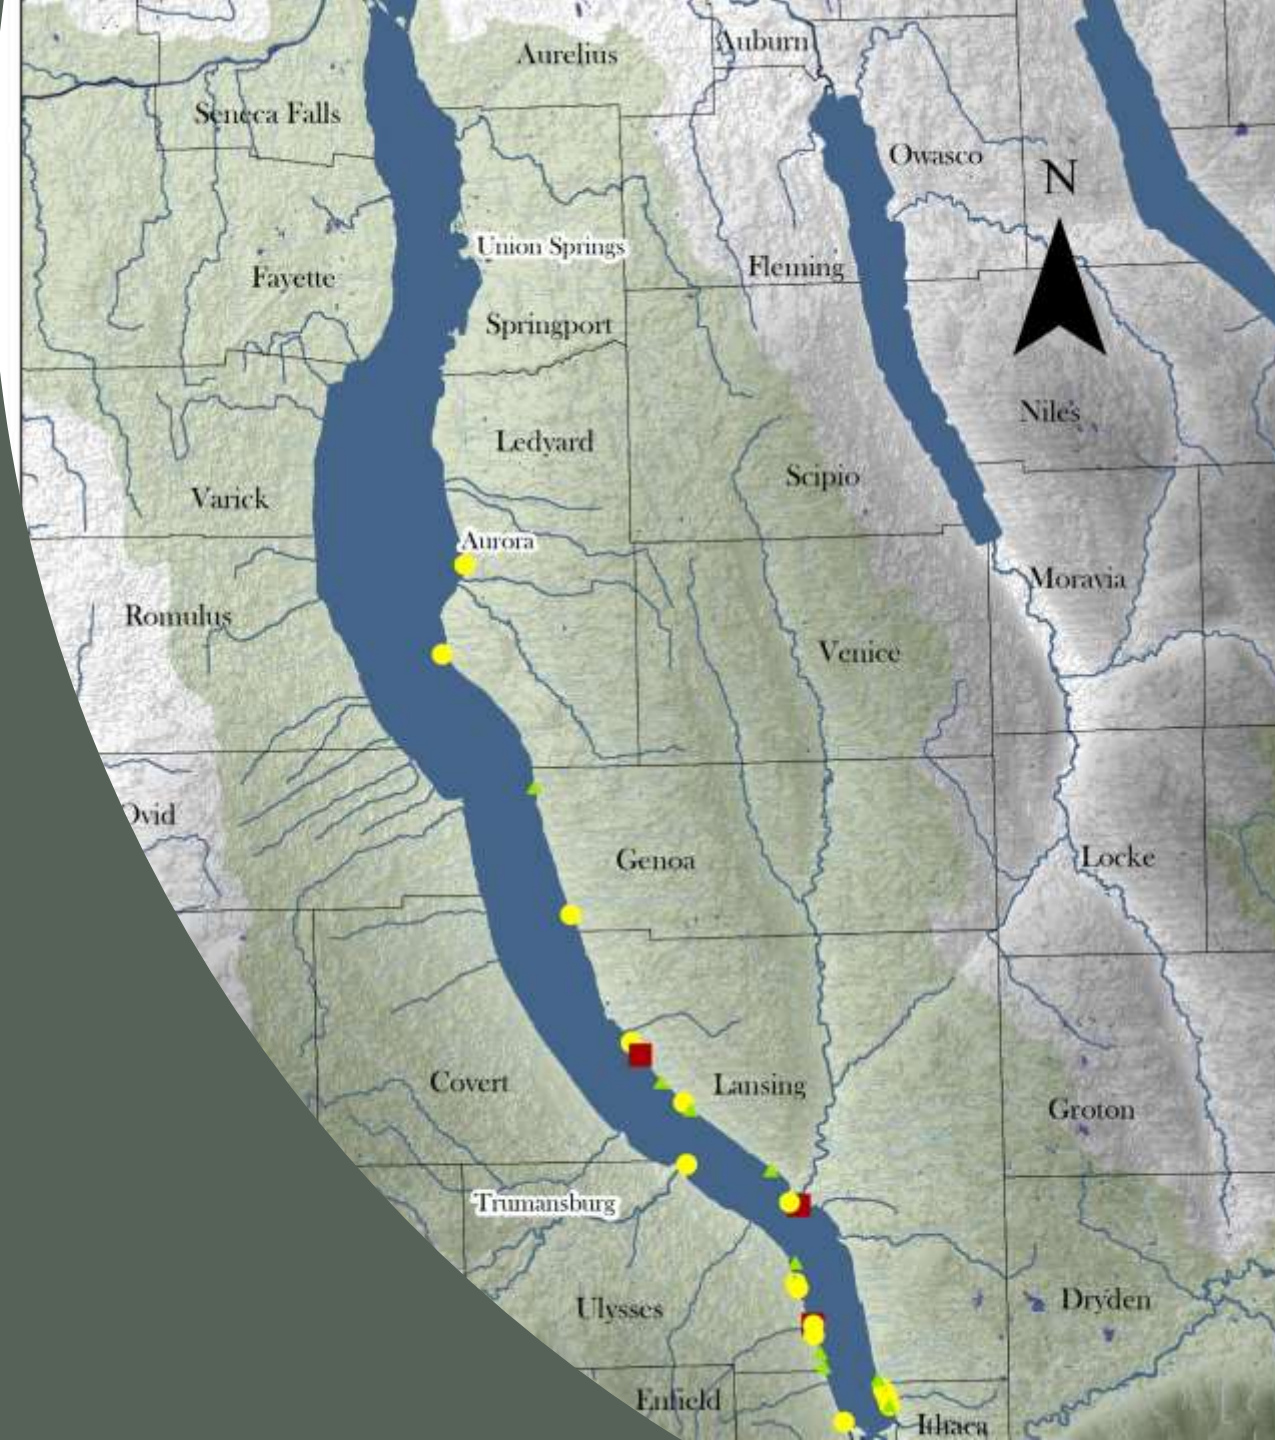 Auburn
Aurelius
Seneca Falls
Owasco
N
Union Springs
Fleming
Fayette
Springport
Niles
Ledyard
Scipio
Varick
Aurora
Moravia
Romulus
Venice
Ovid
Genoa
Locke
Covert
Lansing
Groton
Trumansburg
Dryden
Ulysses
Enfield
Ithaca